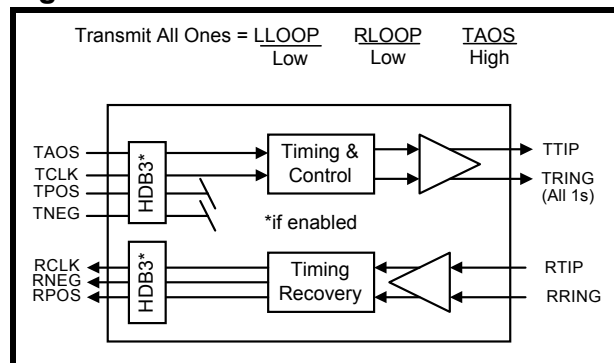 Transmit All Ones = LLOOP RLOOP TAOS
Low Low High
TAOS
TCLK
TPOS
TNEG
HDB3*
Timing &
Control
TTIP
TRING
(All 1s)
*if enabled
RCLK
RNEG
RPOS
HDB3*
Timing
Recovery
RTIP
RRING